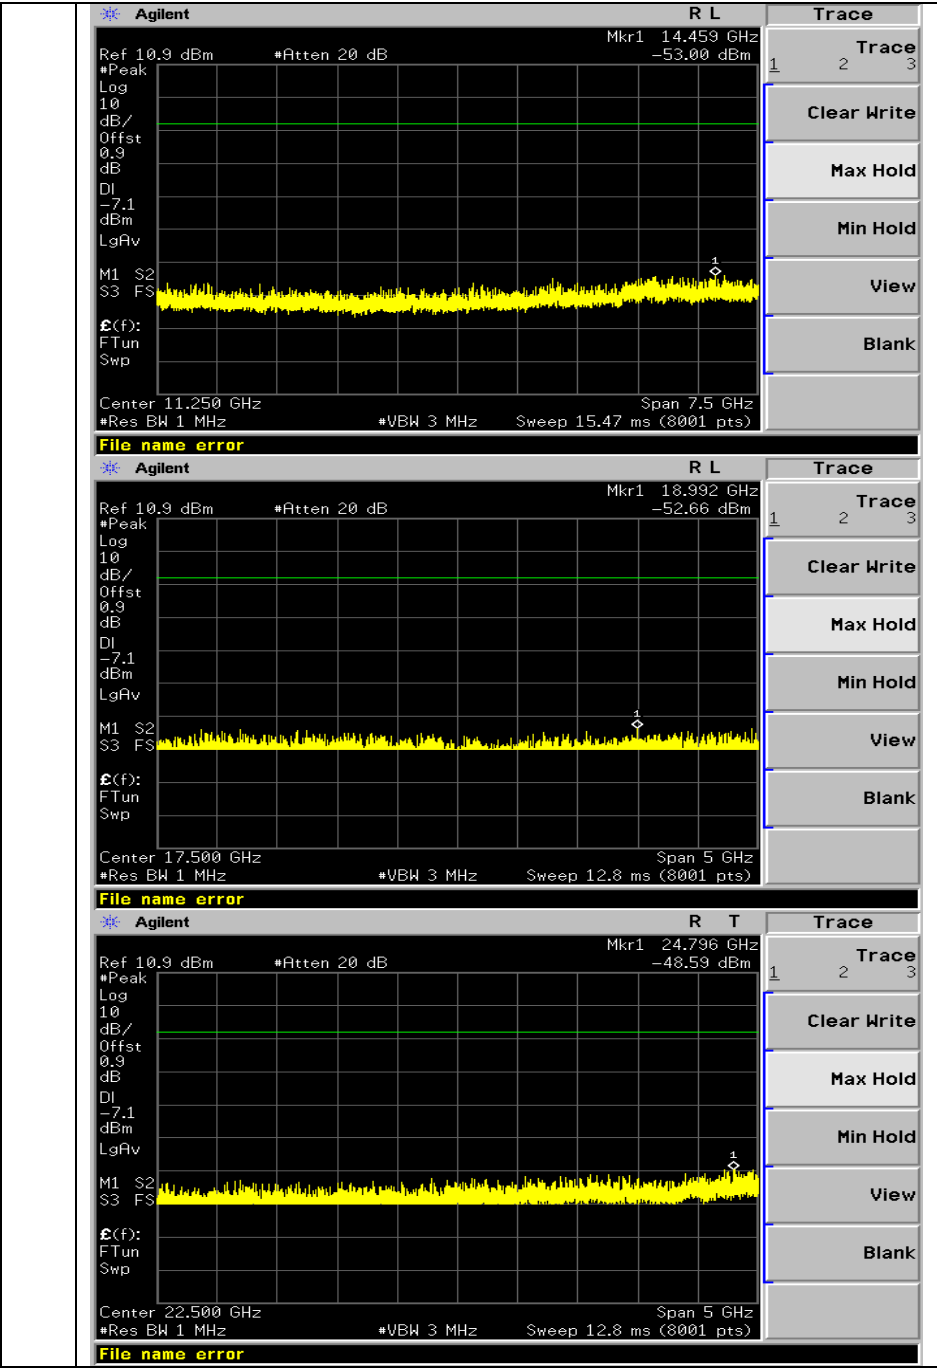 Agilent R L Trace
Mkr1 14.459 GHz
Ref 10.9 dBm #Atten 20 dB -53.00 dBm
Trace
1 2 3
#Peak
Log
10
dB/
Offst
0.9
dB
DI
-7.1
dBm
LgAv
M1 S2
S3 FS
£(f):
FTun
Swp
1
Clear Write
Max Hold
Min Hold
View
Blank
Center 11.250 GHz Span 7.5 GHz
#Res BW 1 MHz #VBW 3 MHz Sweep 15.47 ms (8001 pts)
File name error
Agilent R L Trace
Mkr1 18.992 GHz
Ref 10.9 dBm #Atten 20 dB -52.66 dBm
Trace
1 2 3
#Peak
Log
10
dB/
Offst
0.9
dB
DI
-7.1
dBm
LgAv
M1 S2
S3 FS
£(f):
FTun
Swp
1
Clear Write
Max Hold
Min Hold
View
Blank
Center 17.500 GHz Span 5 GHz
#Res BW 1 MHz #VBW 3 MHz Sweep 12.8 ms (8001 pts)
File name error
Agilent R T Trace
Mkr1 24.796 GHz
Ref 10.9 dBm #Atten 20 dB -48.59 dBm
Trace
1 2 3
#Peak
Log
10
dB/
Offst
0.9
dB
DI
-7.1
dBm
LgAv
M1 S2
S3 FS
£(f):
FTun
Swp
1
Clear Write
Max Hold
Min Hold
View
Blank
Center 22.500 GHz Span 5 GHz
#Res BW 1 MHz #VBW 3 MHz Sweep 12.8 ms (8001 pts)
File name error